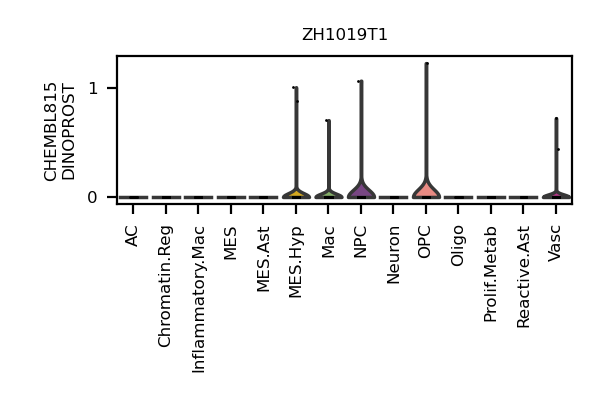 ZH1019T1
CHEMBL815
DINOPROST
1
0
AC
Chromatin.Reg
Inflammatory.Mac
MES
MES.Ast
MES.Hyp
Mac
NPC
Neuron
OPC
Oligo
Prolif.Metab
Reactive.Ast
Vasc